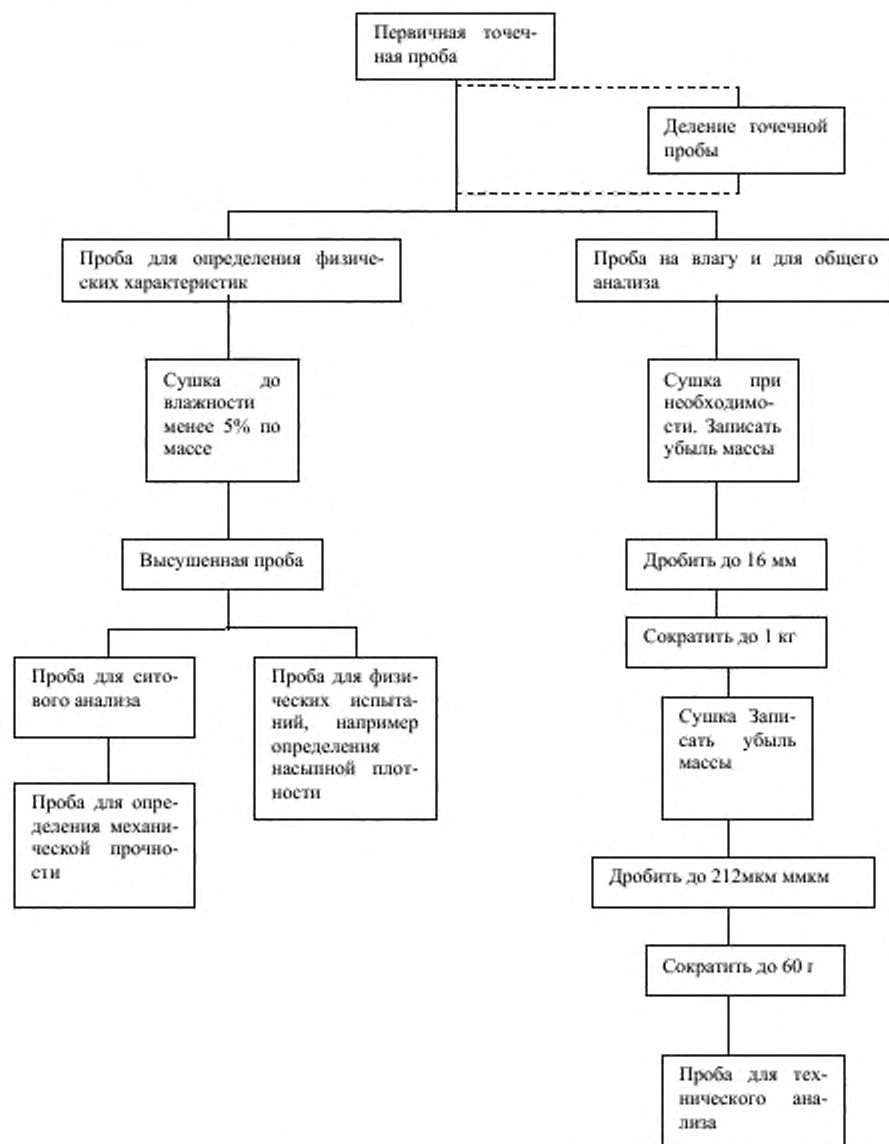 Первичная точеч-
ная проба
Деление точечной
пробы
Проба для определения физиче-
ских характеристик
Проба на влагу и для общего
анализа
Сушка до
влажности
менее 5% по
массе
Сушка при
необходимо-
сти. Записать
убыль массы
Высушенная проба
Дробить до 16 мм
Сократить до 1 кг
Проба для сито-
вого анализа
Проба для физи-
ческих испыта-
ний, например
определения
насыпной плот-
ности
Сушка Запи-
сать убыль
массы
Проба для опре-
деления механи-
ческой прочно-
сти
Дробить до 212мкм ммкм
Сократить до 60 г
Проба для тех-
нического ана-
лиза